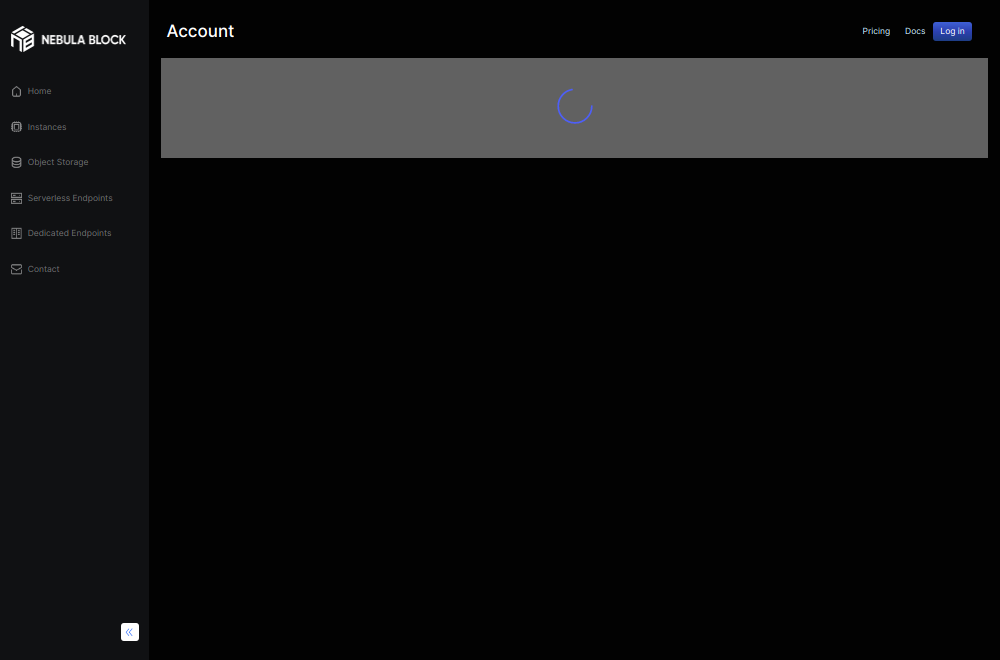 NEBULA BLOCK
Account
Pricing
Docs
Log in
Home
Instances
Object Storage
Serverless Endpoints
Dedicated Endpoints
Contact